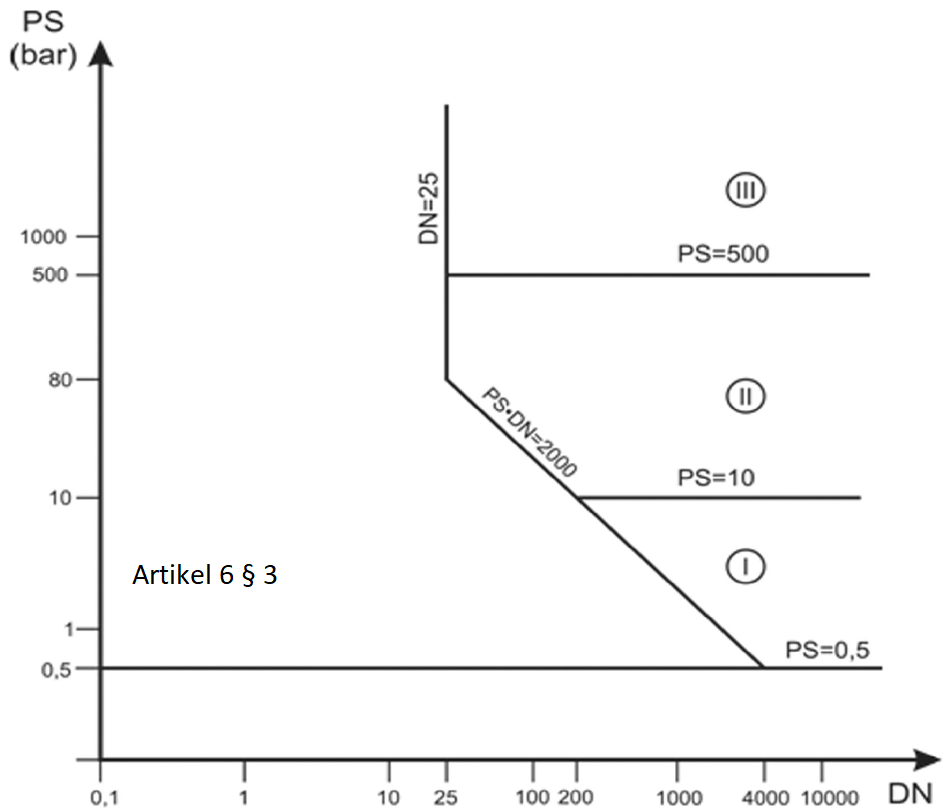 PS
(bar)
DN=25
III
1000
PS=500
500
80
PS•DN=2000
II
PS=10
10
Artikel 6 § 3
I
1
PS=0,5
0,5
0,1
1
10
25
100
200
1000
4000
10000
DN